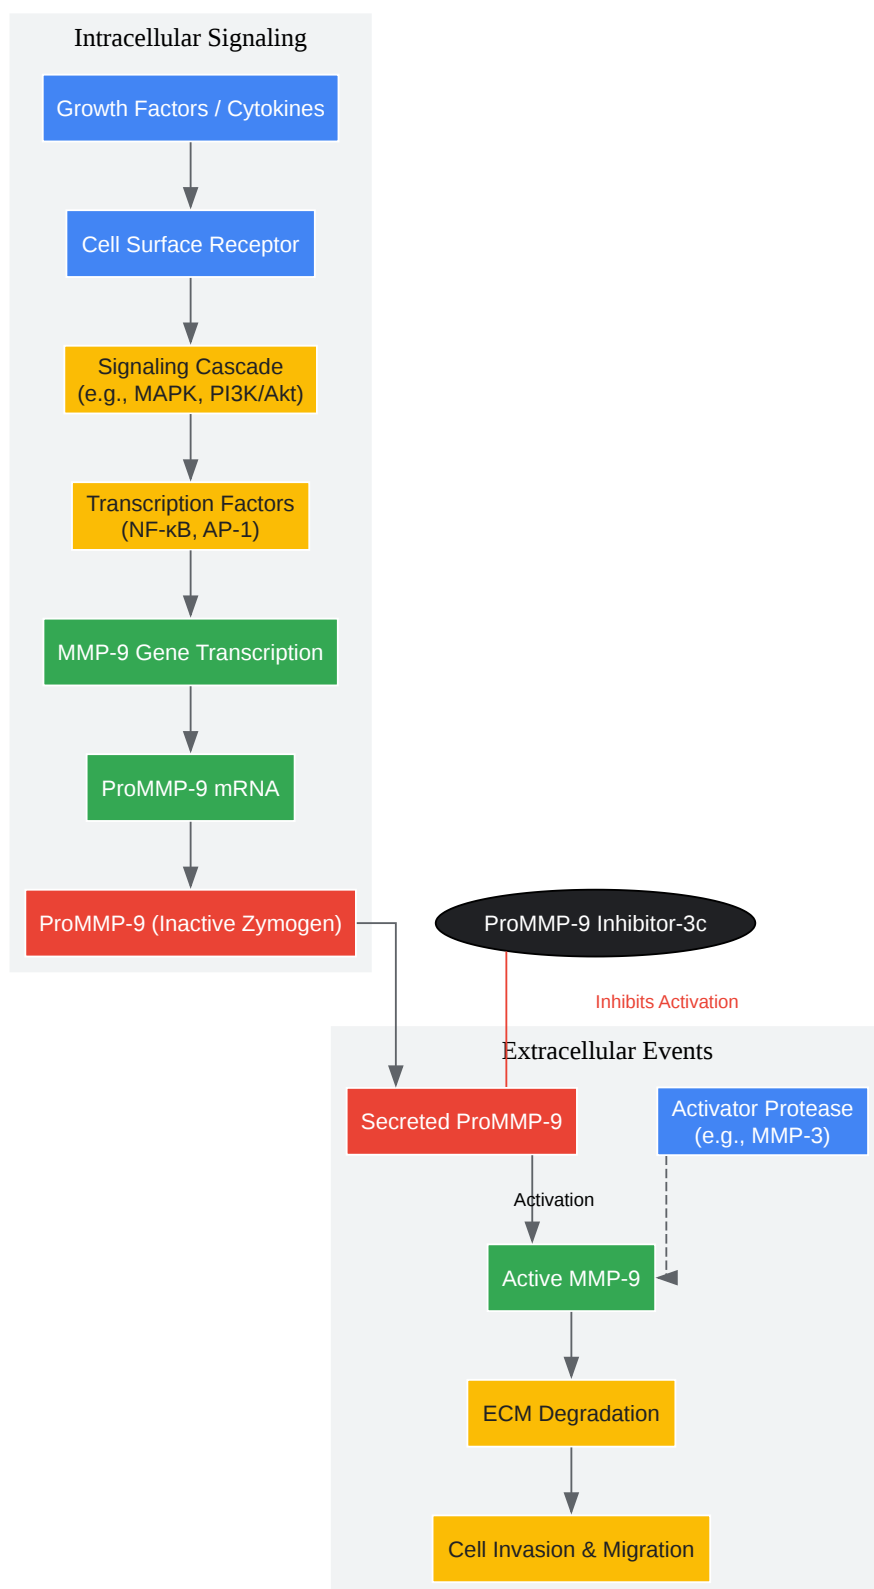 Intracellular Signaling
Growth Factors / Cytokines
Cell Surface Receptor
Signaling Cascade
(e.g., MAPK, PI3K/Akt)
Transcription Factors
(NF-κB, AP-1)
MMP-9 Gene Transcription
ProMMP-9 mRNA
ProMMP-9 (Inactive Zymogen)
ProMMP-9 Inhibitor-3c
Inhibits Activation
Extracellular Events
Secreted ProMMP-9
Activator Protease
(e.g., MMP-3)
Activation
Active MMP-9
ECM Degradation
Cell Invasion & Migration